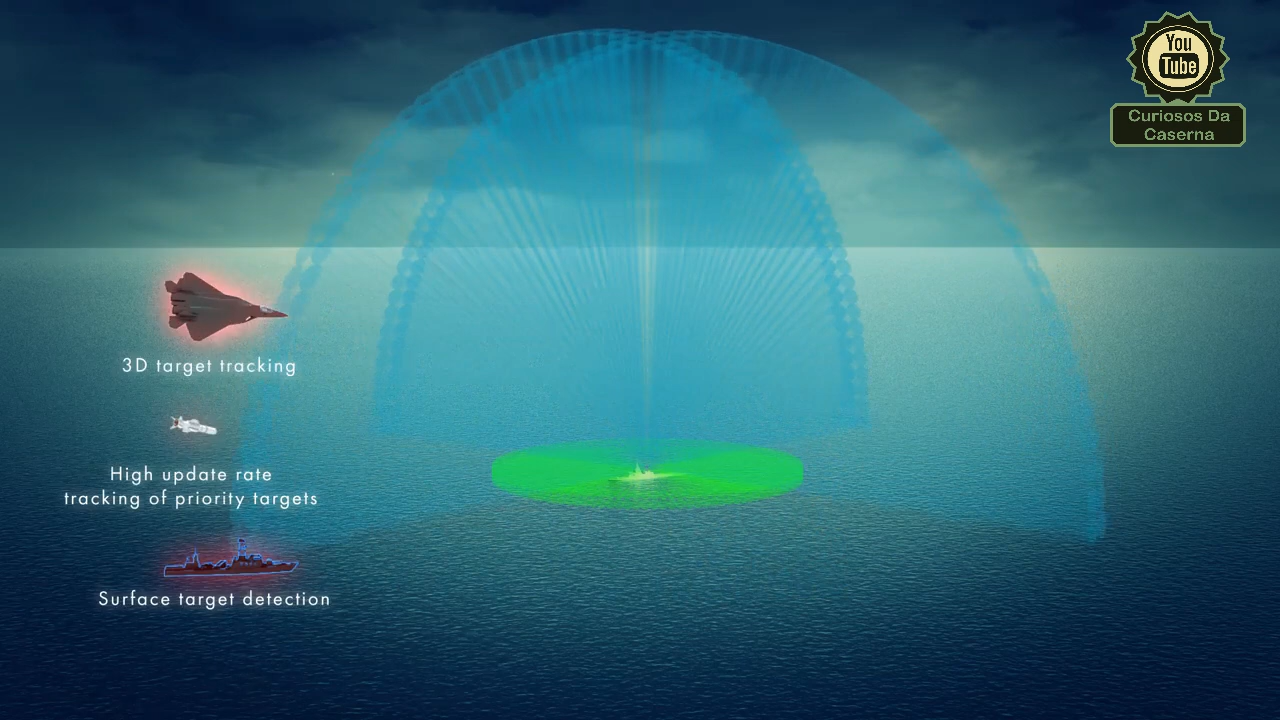 You
Tube
Curiosos Da
Caserna
3D target tracking
High update rate
tracking of priority targets
Surface target detection